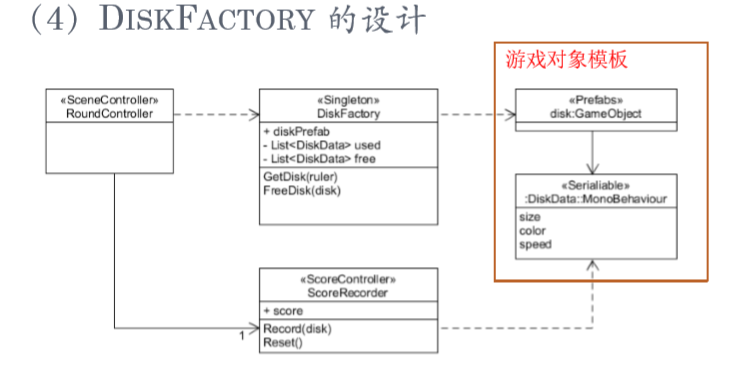 （4）DISKFACTORY 的设计
游戏对象模板
«SceneController»
RoundController
«Singleton»
DiskFactory
+ diskPrefab
- List<DiskData> used
- List<DiskData> free
GetDisk(ruler)
FreeDisk(disk)
«Prefabs»
disk:GameObject
«Serialiable»
:DiskData::MonoBehaviour
size
color
speed
«ScoreController»
ScoreRecorder
+ score
Record(disk)
Reset()
1